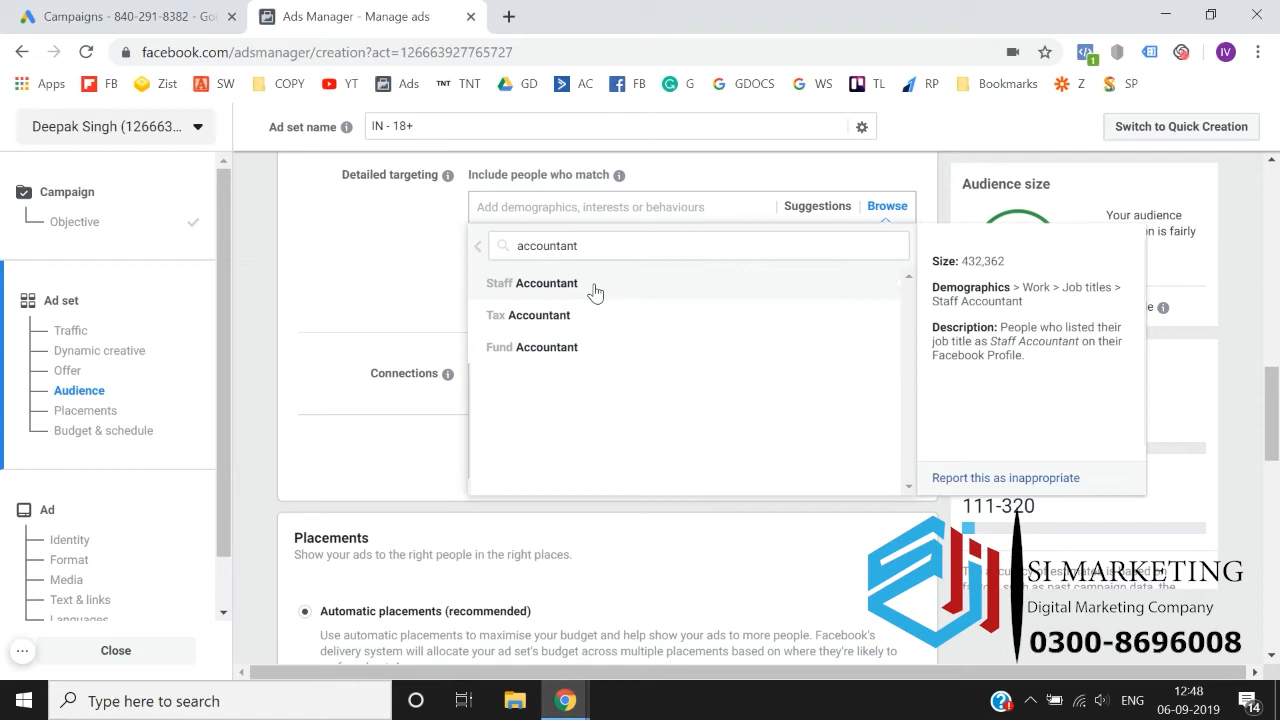 Campaigns - 840-291-8382 - Go
Ads Manager - Manage ads
facebook.com/adsmanager/creation?act=126663927765727
IV
Apps
FB
Zist
SW
COPY
YT
Ads
TNT TNT
GD
AC
FB
G
GDOCS
WS
TL
RP
Bookmarks
Z
SP
Deepak Singh (126663...
Ad set name
IN - 18+
Switch to Quick Creation
Campaign
Objective
Ad set
Traffic
Dynamic creative
Offer
Audience
Placements
Budget & schedule
Ad
Identity
Format
Media
Text & links
Languages
Close
Detailed targeting
Include people who match
Add demographics, interests or behaviours
Suggestions
Browse
accountant
Staff Accountant
Tax Accountant
Fund Accountant
Connections
Size: 432,362
Demographics > Work > Job titles >
Staff Accountant
Description: People who listed their
job title as Staff Accountant on their
Facebook Profile.
Report this as inappropriate
Audience size
Your audience
is fairly
111-320
Placements
Show your ads to the right people in the right places.
Automatic placements (recommended)
Use automatic placements to maximise your budget and help show your ads to more people. Facebook's
delivery system will allocate your ad set's budget across multiple placements based on where they're likely to
SI MARKETING
Digital Marketing Company
0300-8696008
Type here to search
ENG
12:48
06-09-2019
14